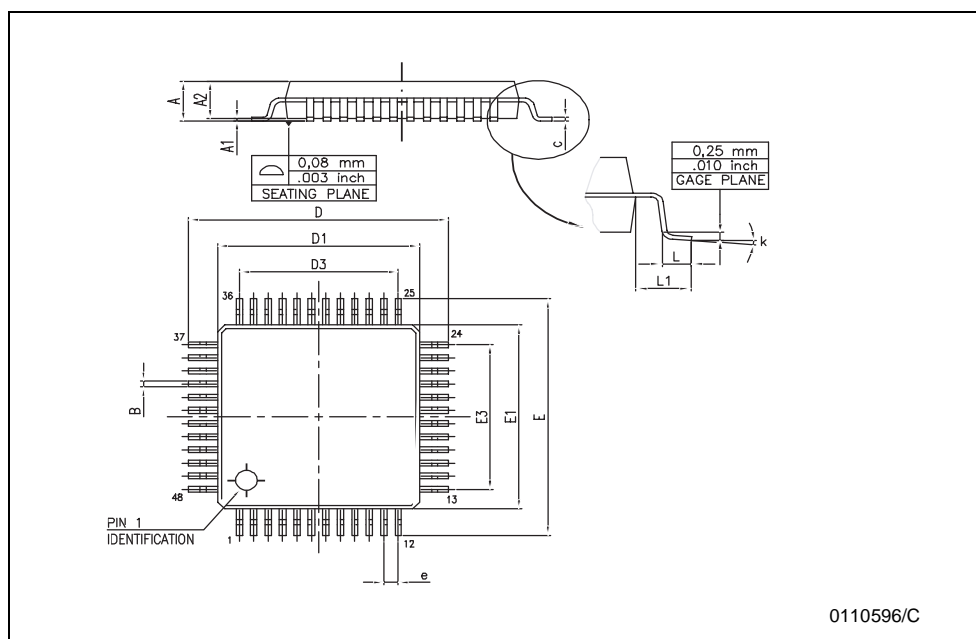 A
A2
A1
C
0,08 mm
.003 inch
SEATING PLANE
0,25 mm
.010 inch
GAGE PLANE
k
L
L1
D
D1
D3
36
25
37
24
B
E3
E1
E
48
13
PIN 1
IDENTIFICATION
1
12
e
0110596/C